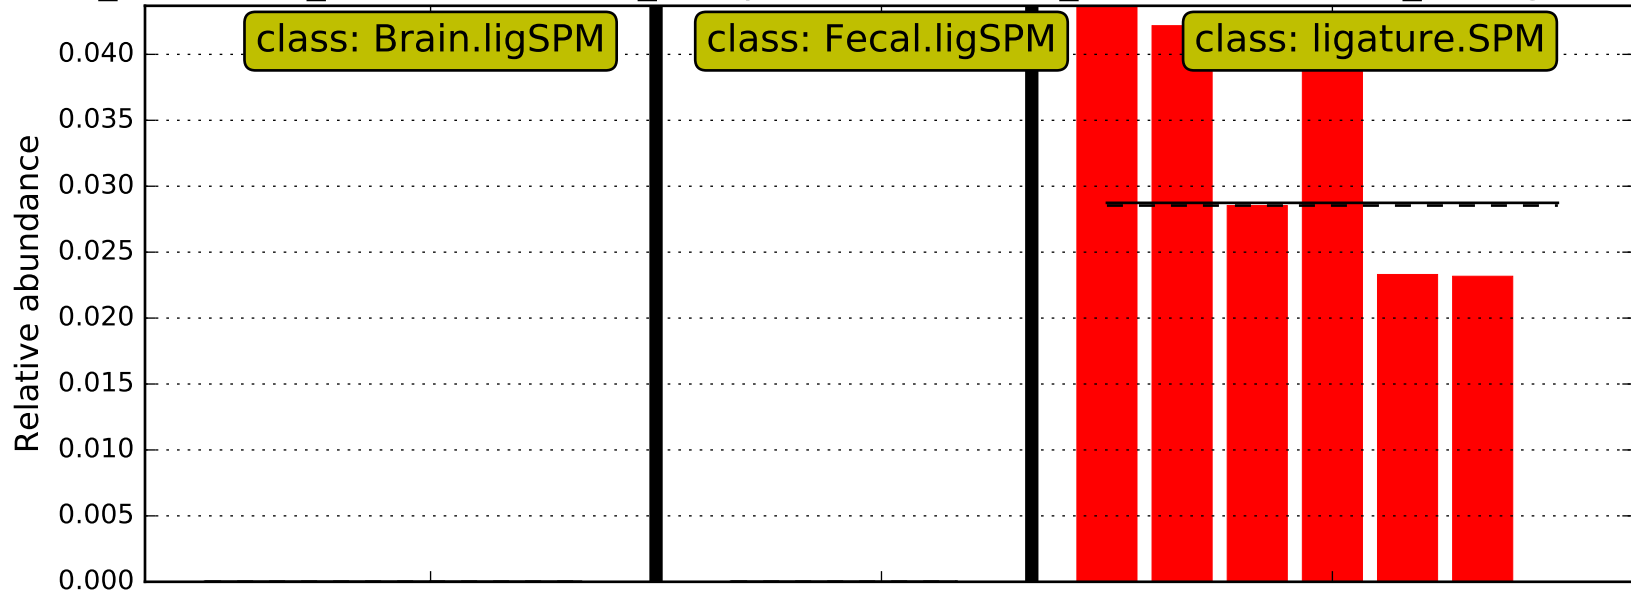 class: Brain.ligSPM
class: Fecal.ligSPM
class: ligature.SPM
Relative abundance
0.040
0.035
0.030
0.025
0.020
0.015
0.010
0.005
0.000